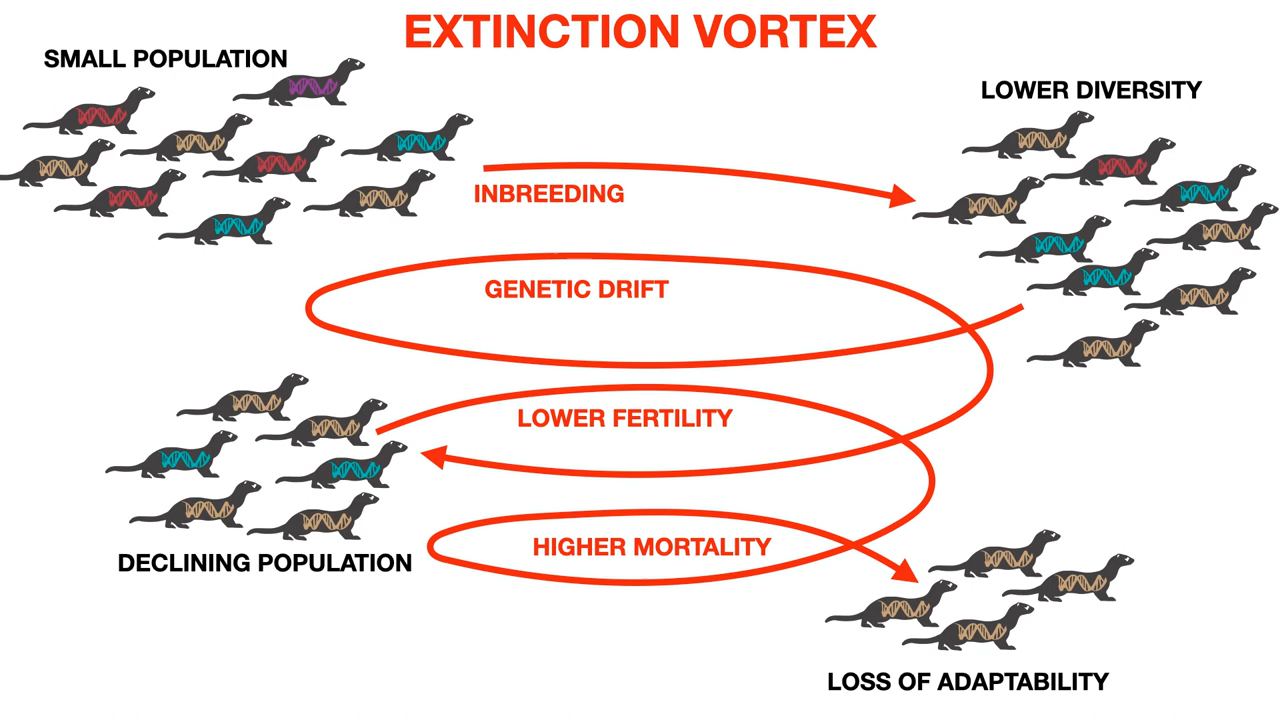 EXTINCTION VORTEX
SMALL POPULATION
LOWER DIVERSITY
INBREEDING
GENETIC DRIFT
LOWER FERTILITY
HIGHER MORTALITY
DECLINING POPULATION
LOSS OF ADAPTABILITY